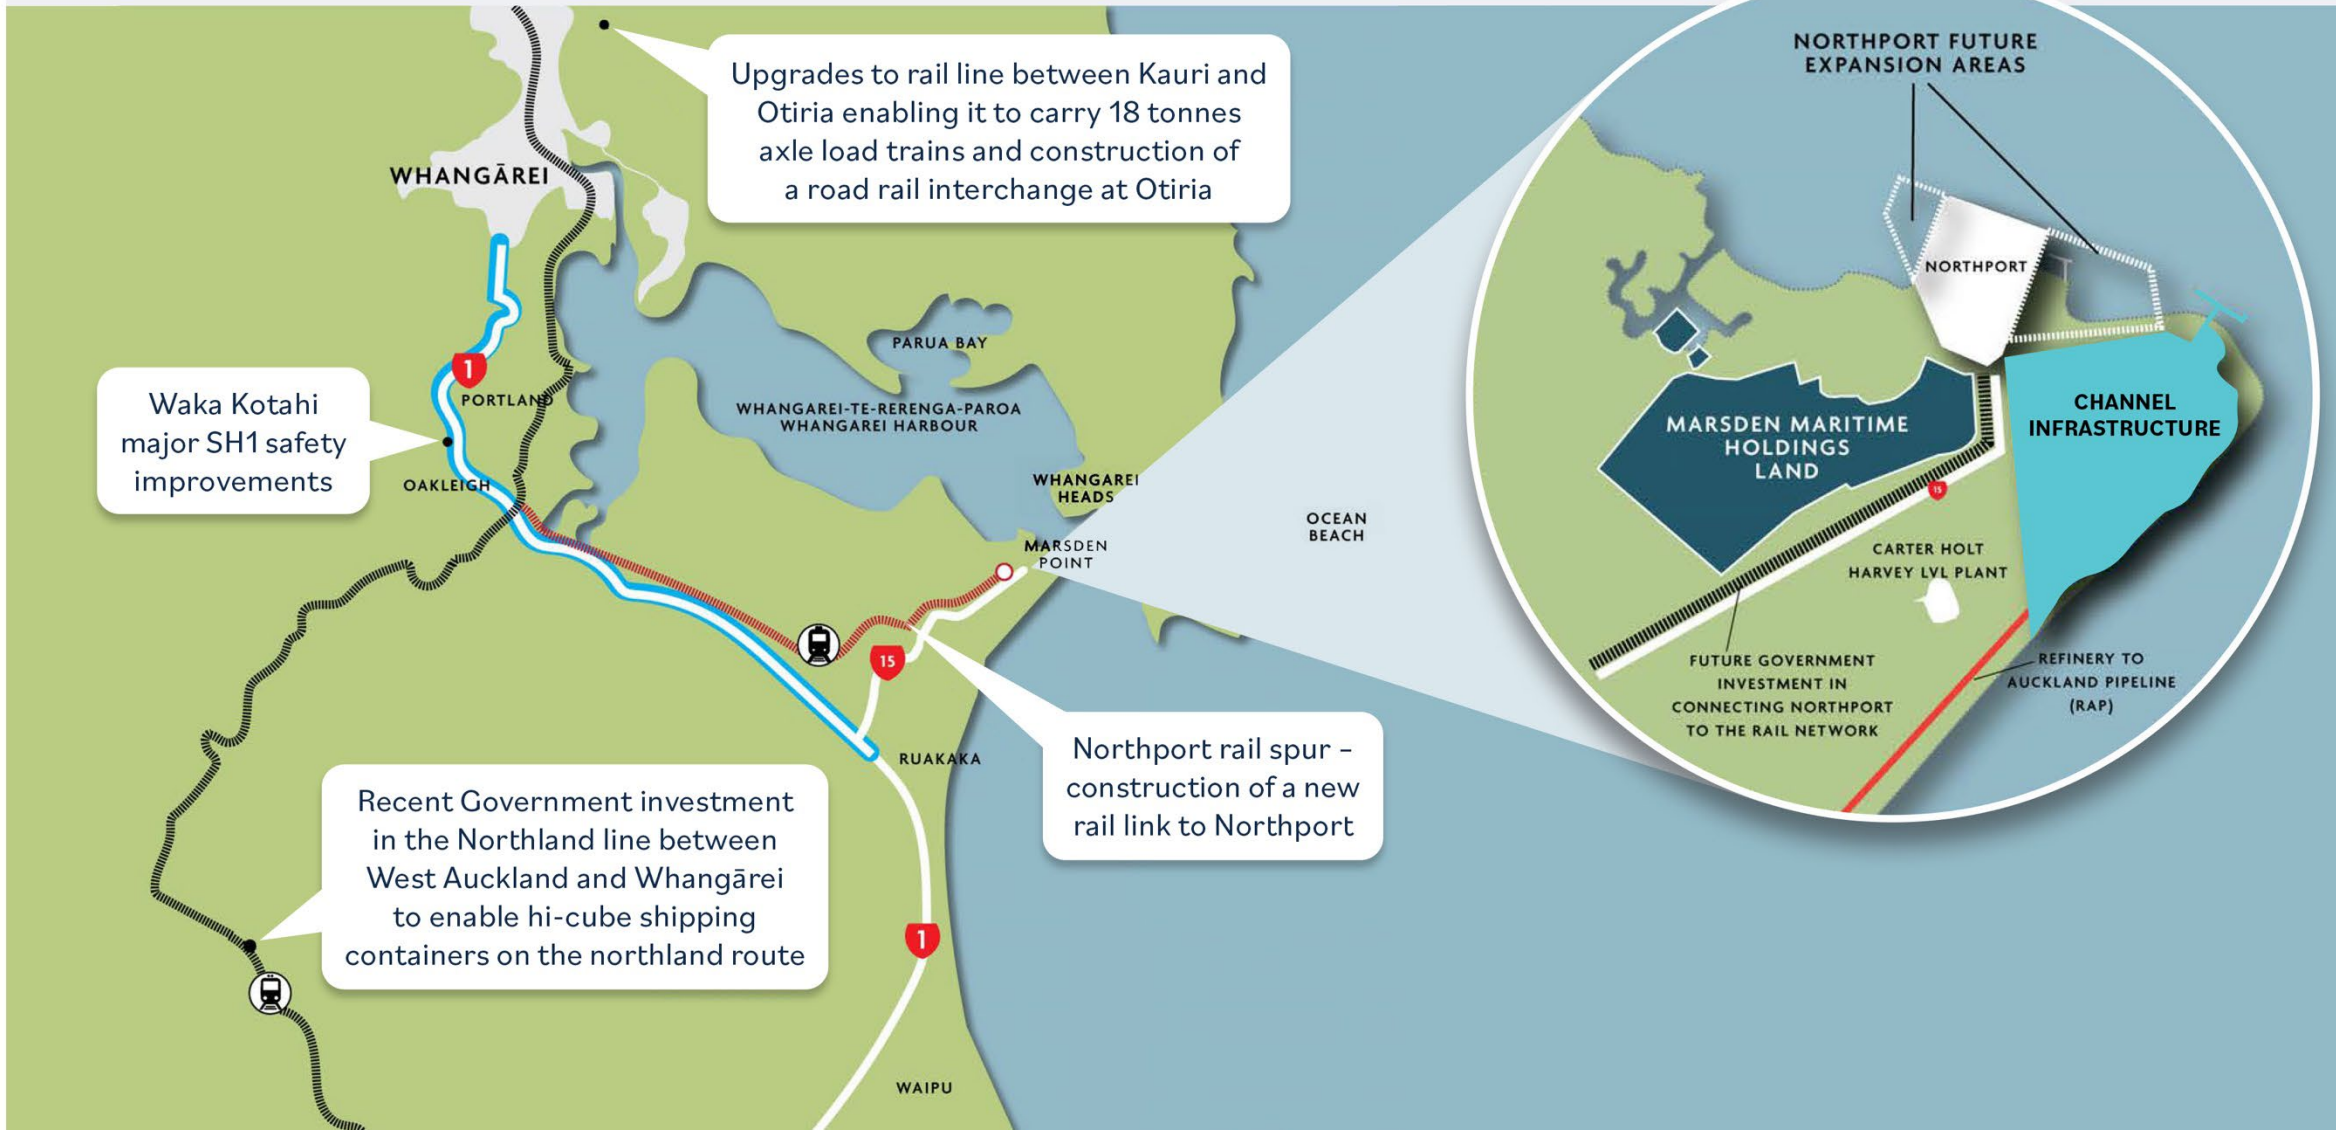 Upgrades to rail line between Kauri and
Otiria enabling it to carry 18 tonnes
axle load trains and construction of
a road rail interchange at Otiria
WHANGĀREI
1
PORTLAND
Waka Kotahi
major SH1 safety
improvements
OAKLEIGH
PARUA BAY
WHANGAREI-TE-RERENGA-PAROA
WHANGAREI HARBOUR
WHANGAREI
HEADS
OCEAN
BEACH
MARSDEN
POINT
15
RUAKAKA
Northport rail spur –
construction of a new
rail link to Northport
Recent Government investment
in the Northland line between
West Auckland and Whangārei
to enable hi-cube shipping
containers on the northland route
1
WAIPU
NORTHPORT FUTURE
EXPANSION AREAS
NORTHPORT
MARSDEN MARITIME
HOLDINGS
LAND
CHANNEL
INFRASTRUCTURE
15
CARTER HOLT
HARVEY LVL PLANT
FUTURE GOVERNMENT
INVESTMENT IN
CONNECTING NORTHPORT
TO THE RAIL NETWORK
REFINERY TO
AUCKLAND PIPELINE
(RAP)